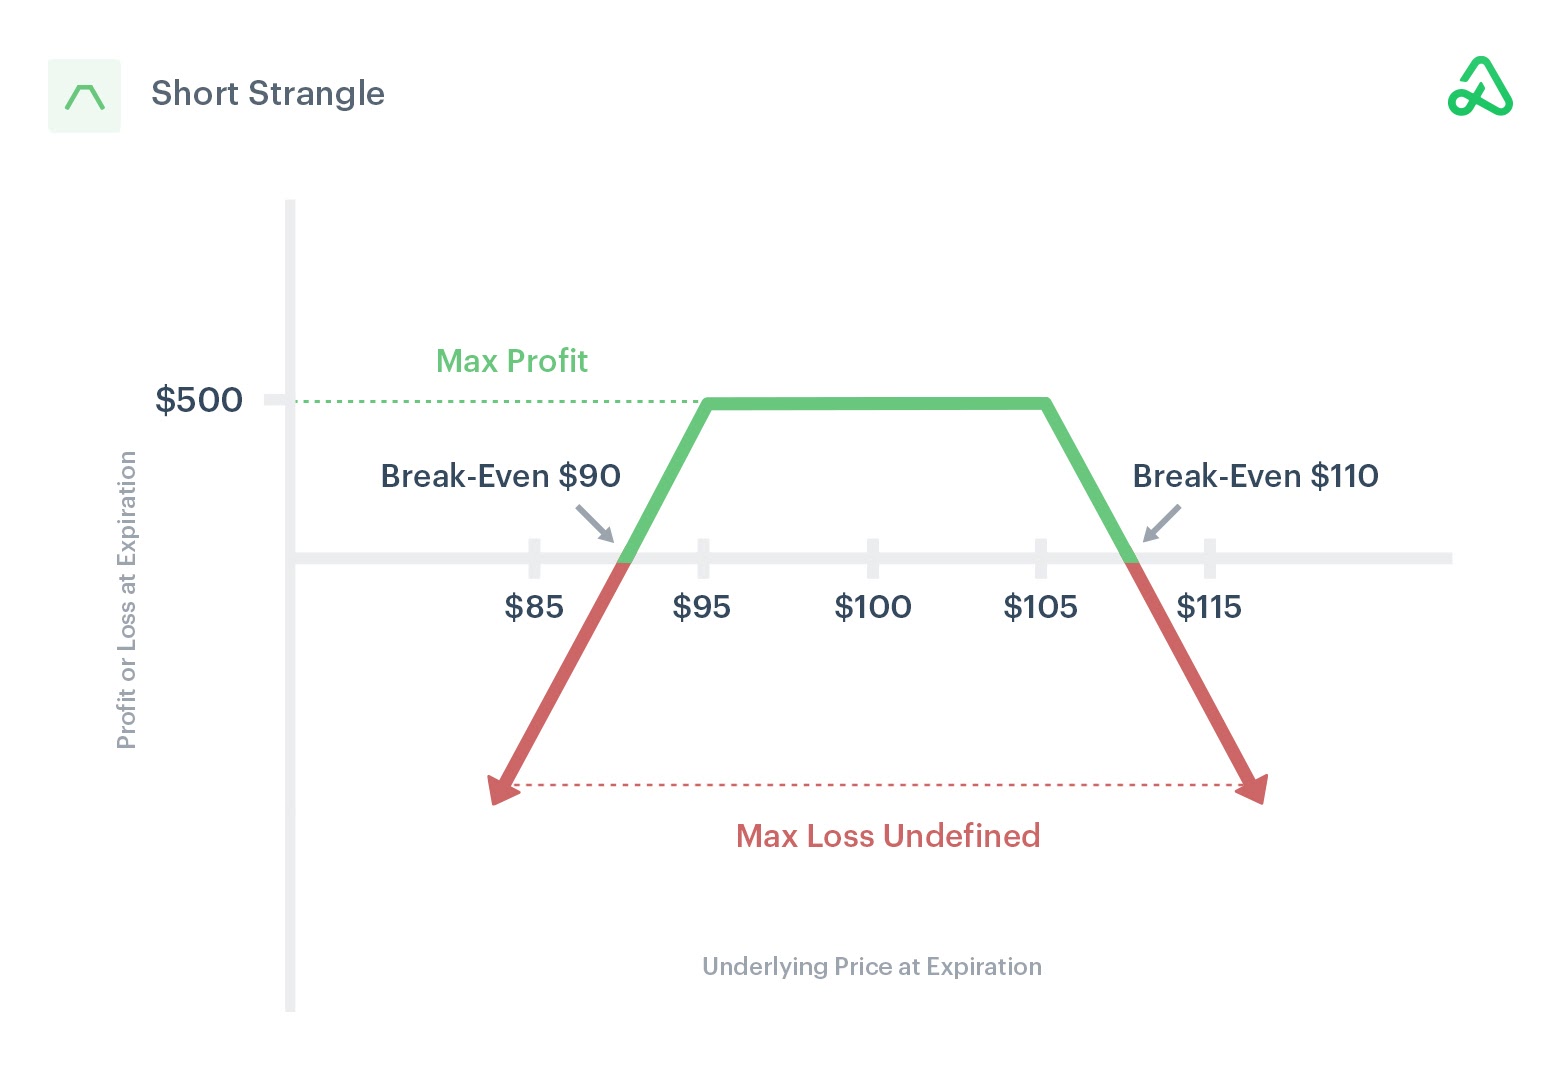 Short Strangle
Max Profit
$500
Break-Even $90
Break-Even $110
Profit or Loss at Expiration
$85
$95
$100
$105
$115
Max Loss Undefined
Underlying Price at Expiration